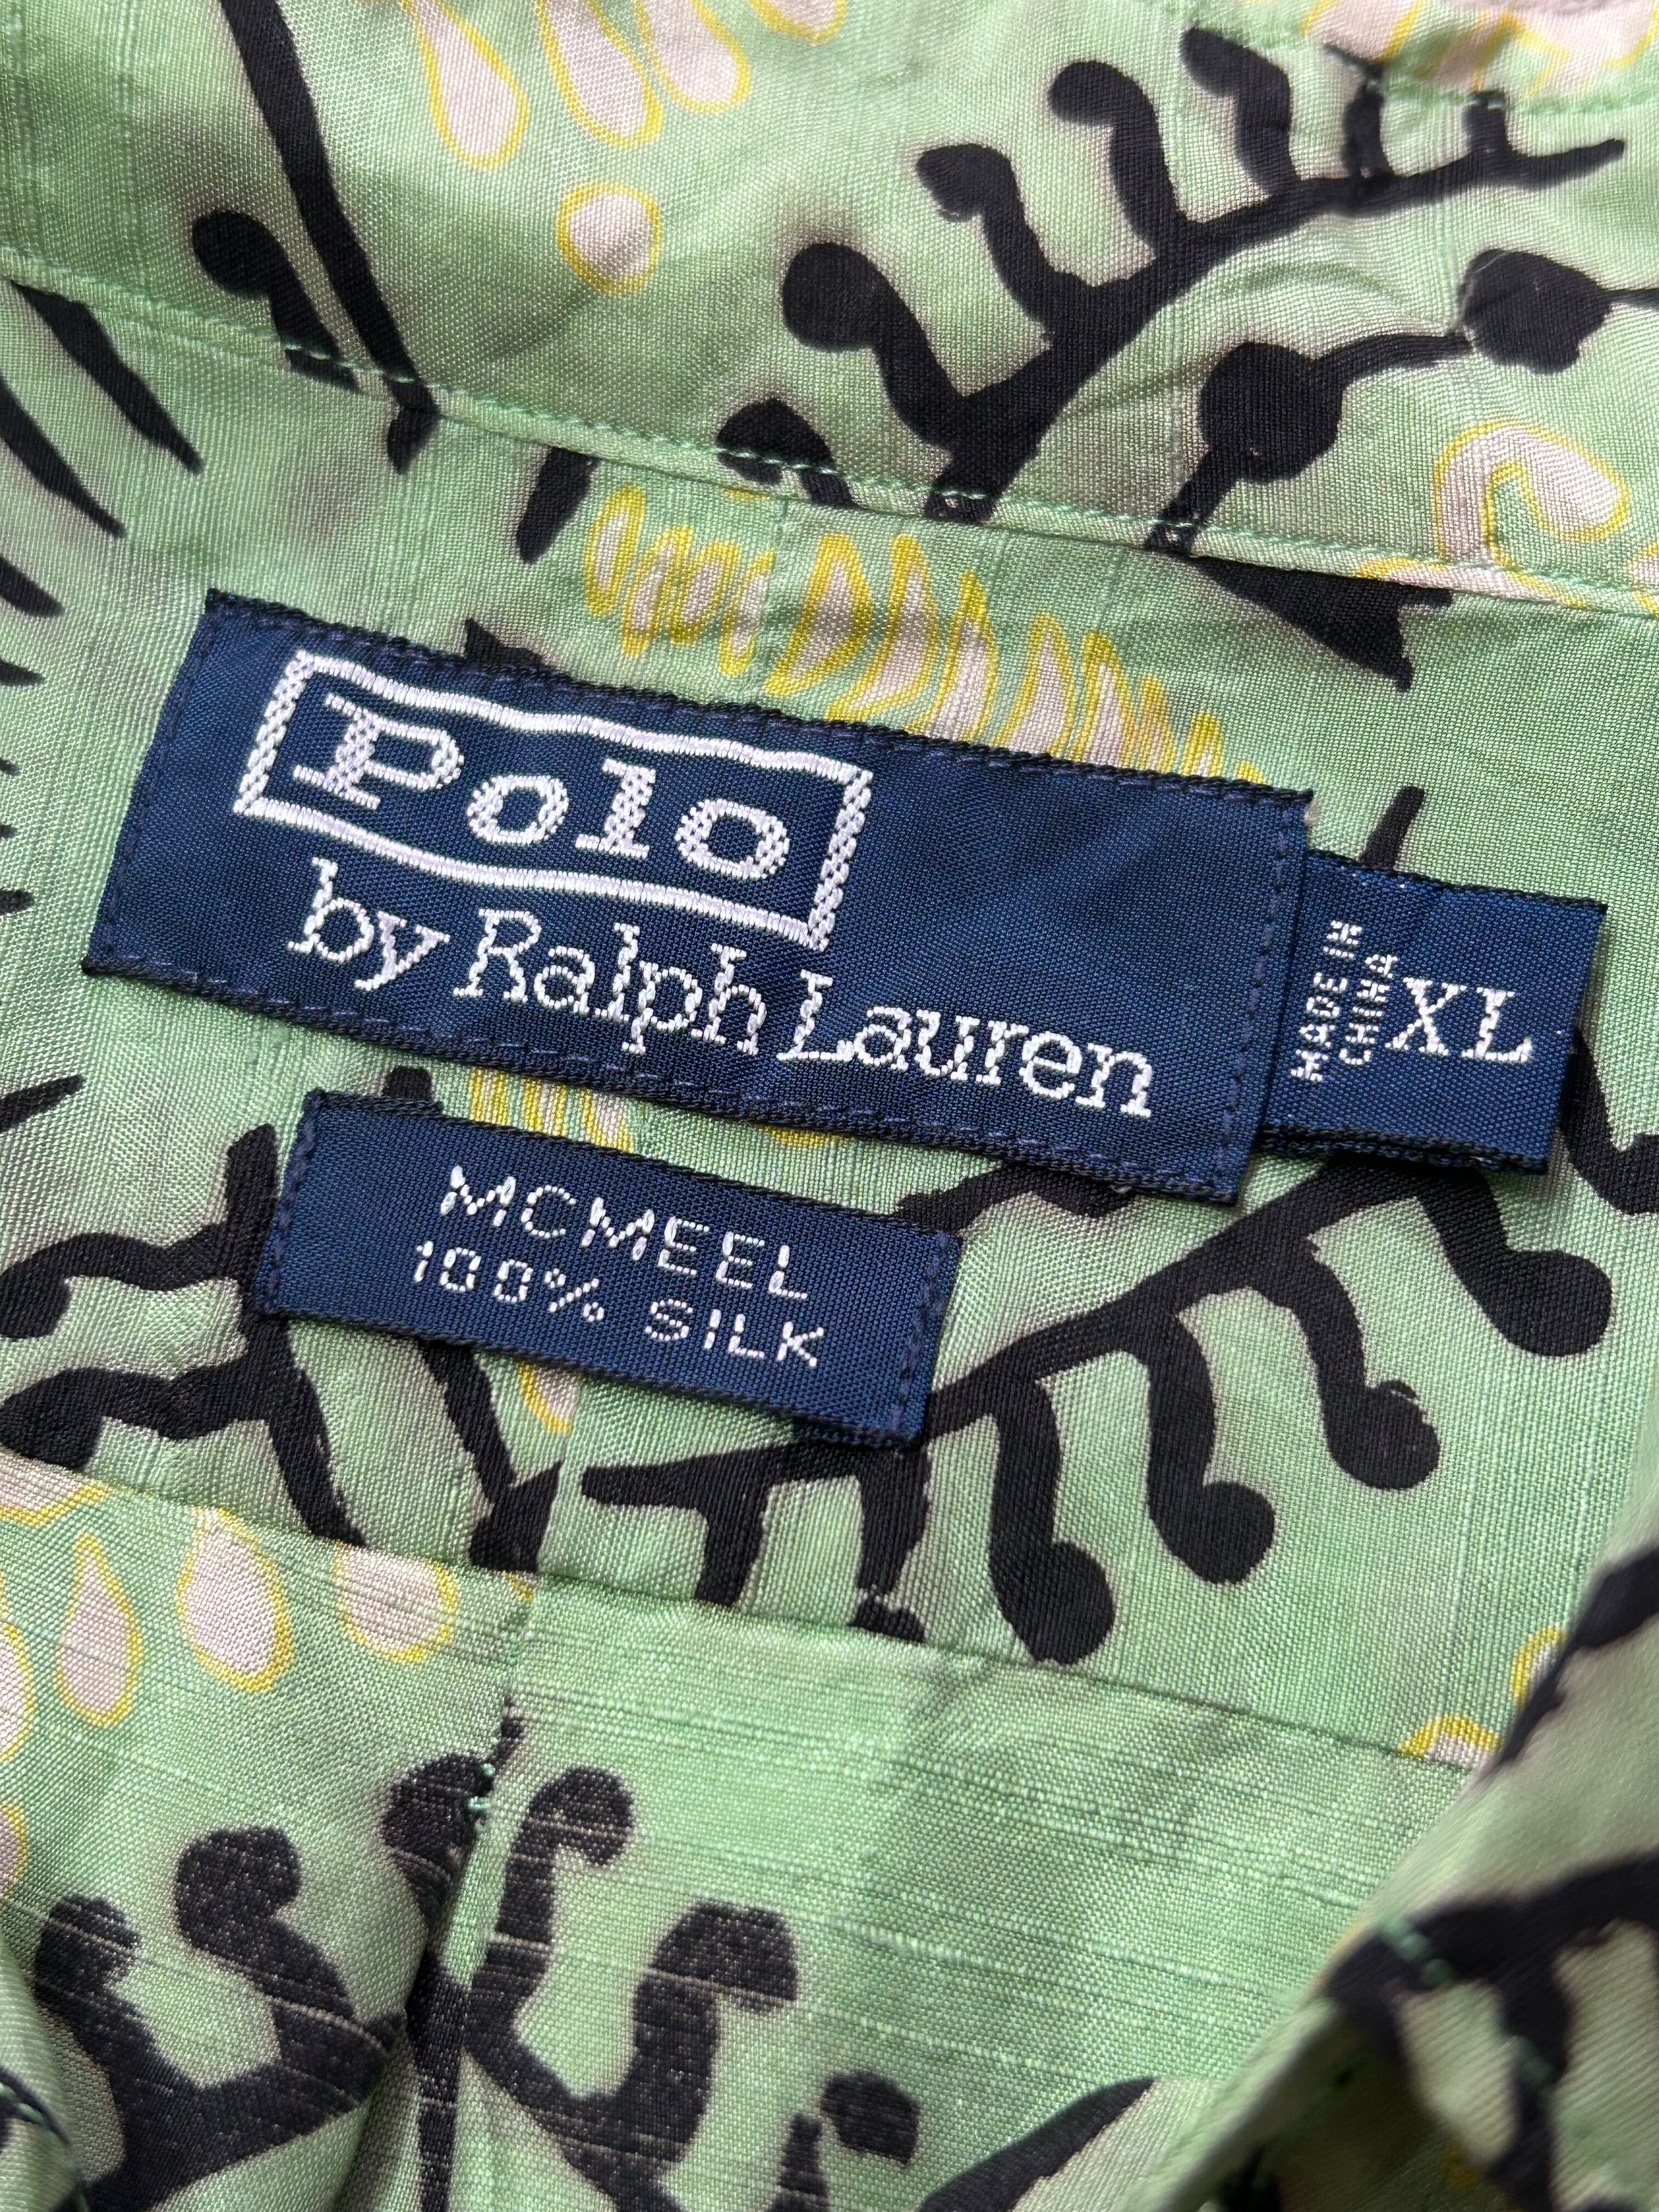 Polo
by Ralph Lauren
MADE IN
CHINA
XL
MCMEEL
100% SILK